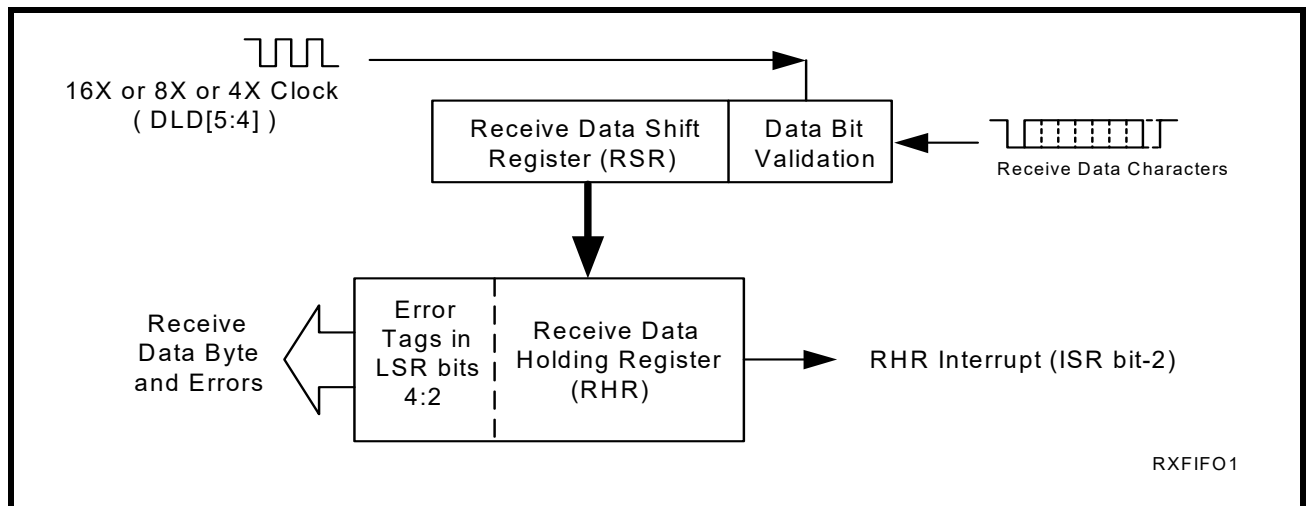 16X or 8X or 4X Clock
( DLD[5:4] )
Receive Data Shift
Register (RSR)
Data Bit
Validation
Receive Data Characters
Receive
Data Byte
and Errors
Error
Tags in
LSR bits
4:2
Receive Data
Holding Register
(RHR)
RHR Interrupt (ISR bit-2)
RXFIFO1